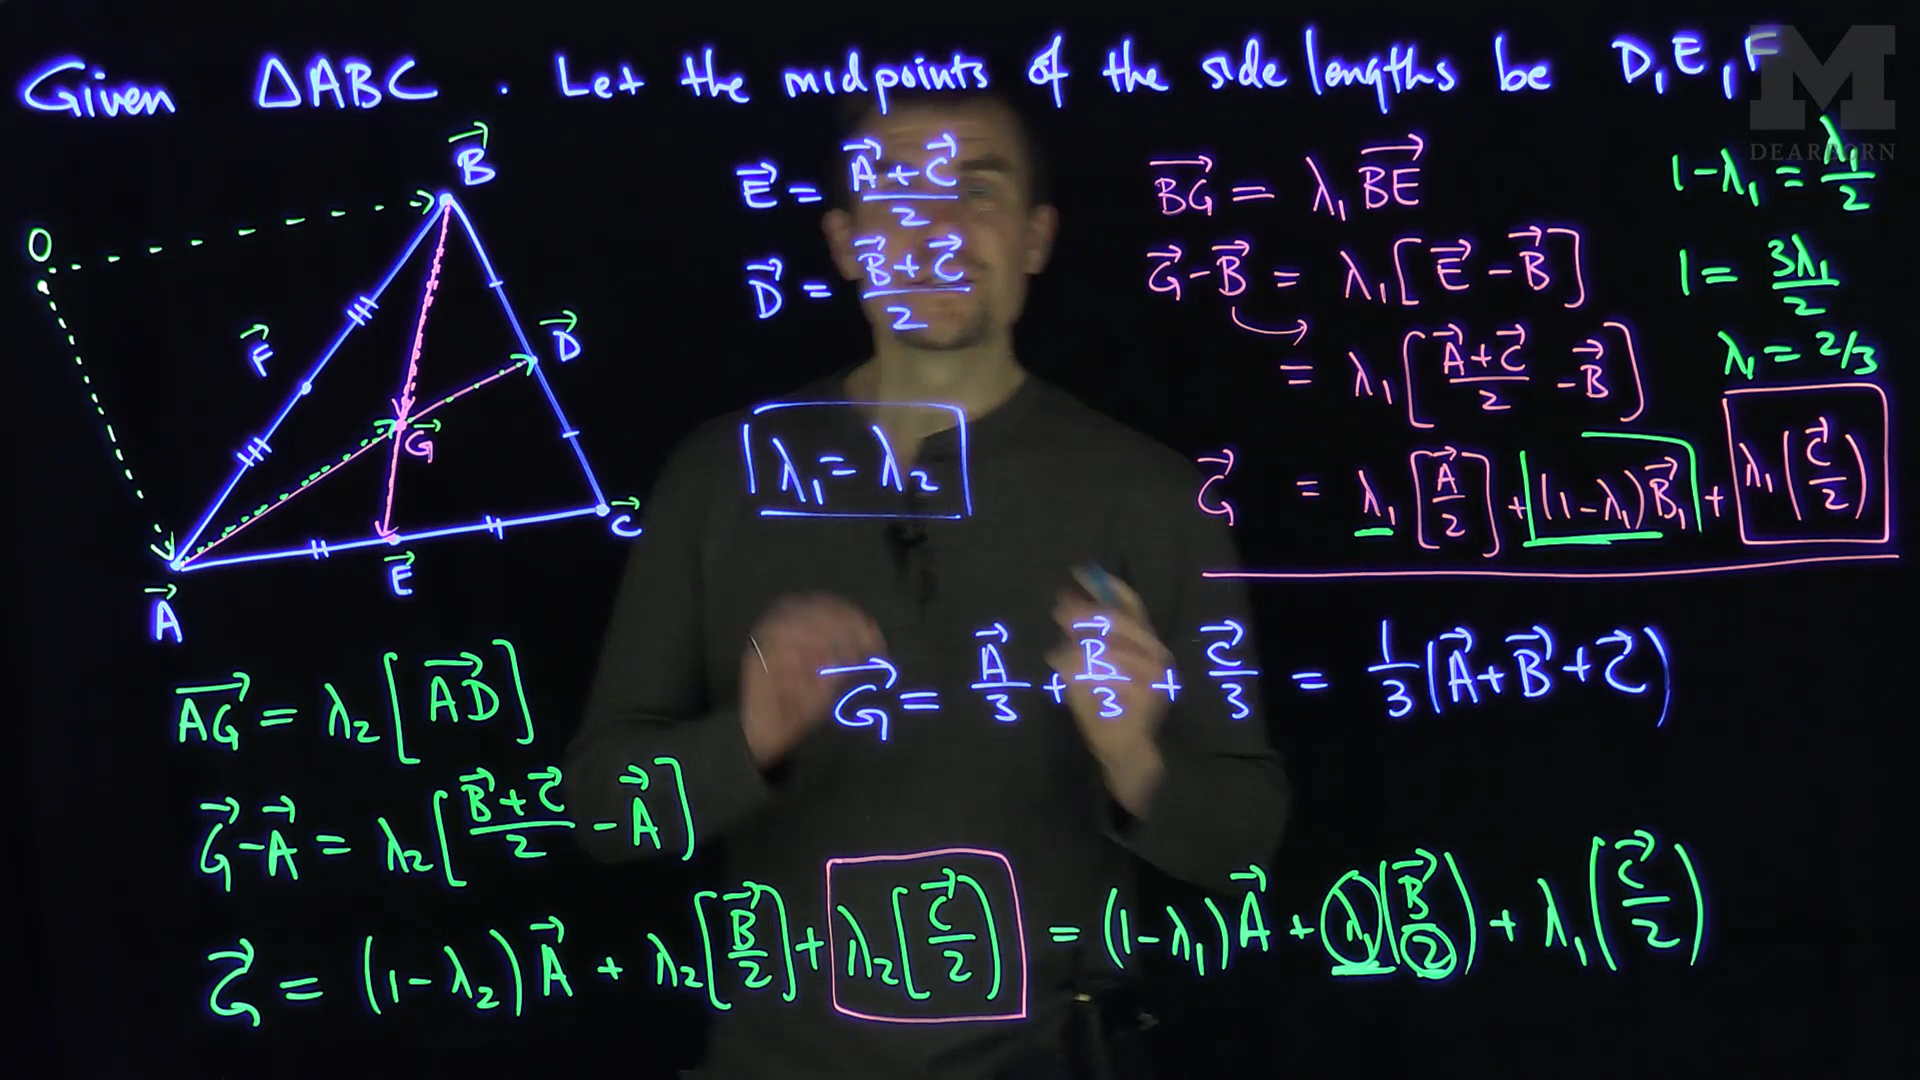 Given ΔABC. Let the midpoints of the side lengths be D, E, F
M
DEARBORN
O
B⃗
F⃗
D⃗
G⃗
A⃗
E⃗
C⃗
E⃗ = (A⃗ + C⃗)/2
D⃗ = (B⃗ + C⃗)/2
λ₁ = λ₂
BG⃗ = λ₁ BE⃗
G⃗ - B⃗ = λ₁[E⃗ - B⃗]
= λ₁[(A⃗ + C⃗)/2 - B⃗]
G⃗ = λ₁[A⃗/2] + (1-λ₁)B⃗₁ + λ₁(C⃗/2)
1-λ₁ = λ₁/2
1 = 3λ₁/2
λ₁ = 2/3
G⃗ = A⃗/3 + B⃗/3 + C⃗/3 = 1/3(A⃗ + B⃗ + C⃗)
AG⃗ = λ₂[AD⃗]
G⃗ - A⃗ = λ₂[(B⃗ + C⃗)/2 - A⃗]
G⃗ = (1-λ₂)A⃗ + λ₂[B⃗/2] + λ₂[C⃗/2) = (1-λ₁)A⃗ + λ₁(B⃗/2) + λ₁(C⃗/2)